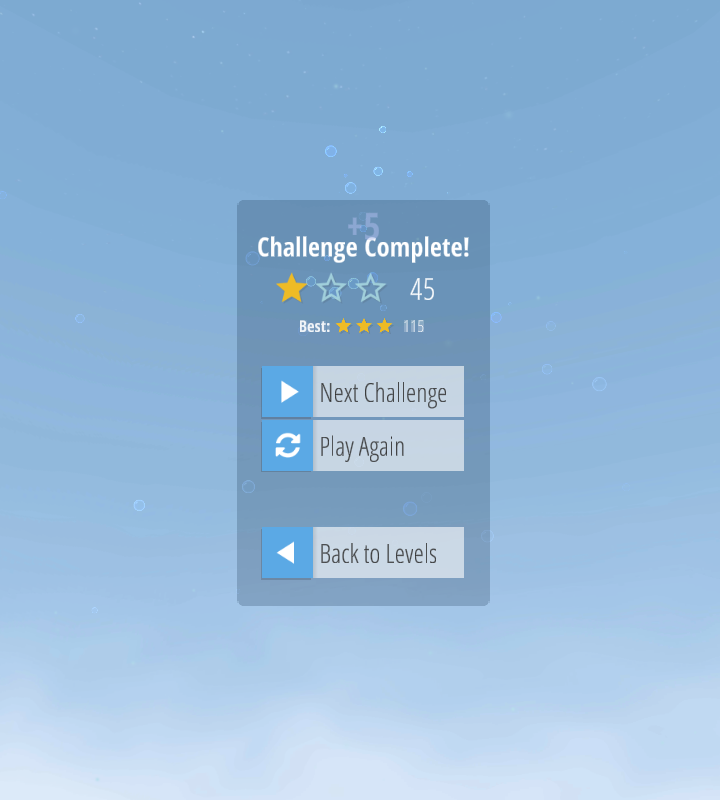 +5
Challenge Complete!
45
Best: 115
Next Challenge
Play Again
Back to Levels